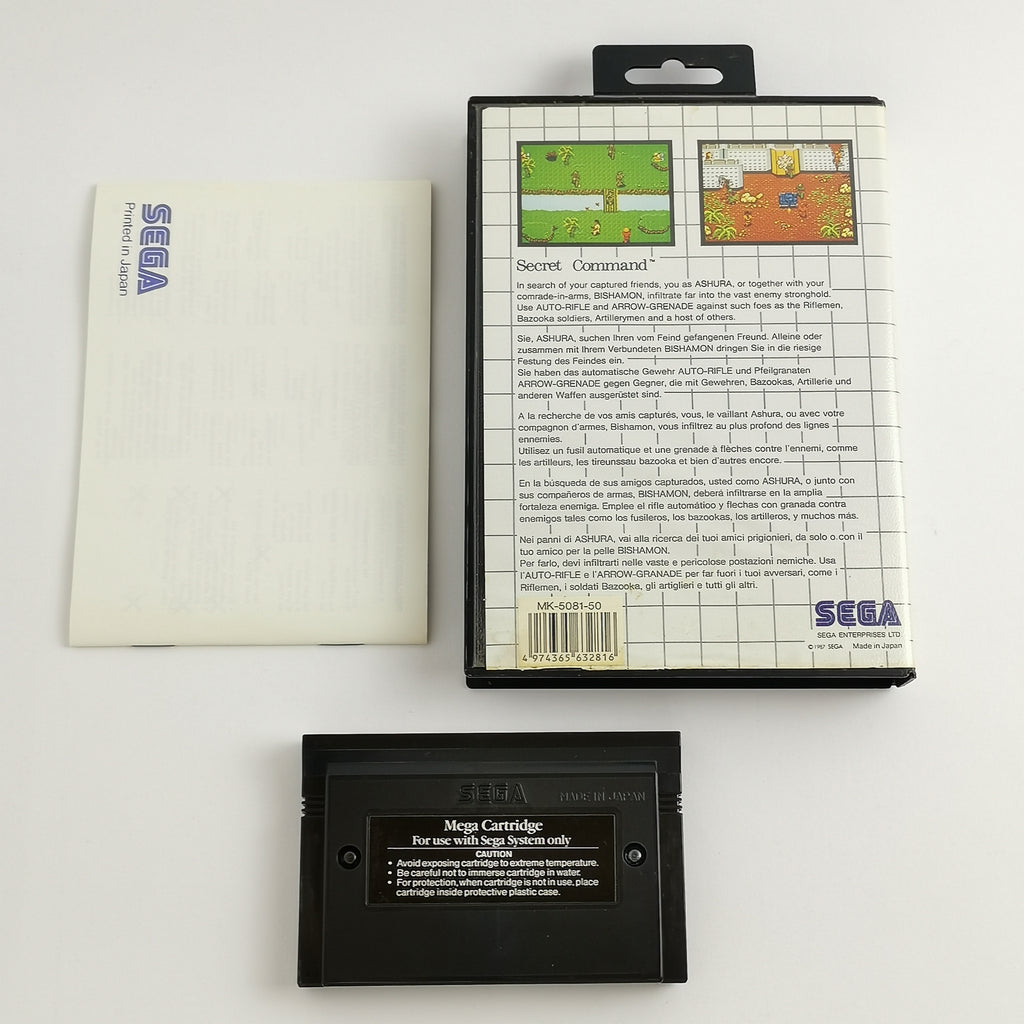 SEGA
Printed in Japan
Secret Command™
In search of your captured friends, you as ASHURA, or together with your
comrade-in-arms, BISHAMON, infiltrate far into the vast enemy stronghold.
Use AUTO-RIFLE and ARROW-GRENADE against such foes as the Riflemen,
Bazooka soldiers, Artillerymen and a host of others.
Sie, ASHURA, suchen Ihren vom Feind gefangenen Freund. Alleine oder
zusammen mit Ihrem Verbundeten BISHAMON dringen Sie in die riesige
Festung des Feindes ein.
Sie haben das automatische Gewehr AUTO-RIFLE und Pfeilgranaten
ARROW-GRENADE gegen Gegner, die mit Gewehren, Bazookas, Artillerie und
anderen Waffen ausgerüstet sind.
A la recherche de vos amis capturés, vous, le vaillant Ashura, ou avec votre
compagnon d'armes, Bishamon, vous infiltrez au plus profond des lignes
ennemies.
Utilisez un fusil automatique et une grenade à flèches contre l'ennemi, comme
les artilleurs, les tireunssau bazooka et bien d'autres encore.
En la búsqueda de sus amigos capturados, usted como ASHURA, o junto con
sus compañeros de armas, BISHAMON, deberá infiltrarse en la amplia
fortaleza enemiga. Emplee el rifle automático y flechas con granada contra
enemigos tales como los fusileros, los bazookas, los artilleros, y muchos más.
Nei panni di ASHURA, vai alla ricerca dei tuoi amici prigionieri, da solo o con il
tuo amico per la pelle BISHAMON.
Per farlo, devi infiltrarti nelle vaste e pericolose postazioni nemiche. Usa
l'AUTO-RIFLE e l'ARROW-GRANADE per far fuori i tuoi avversari, come i
Riflemen, i soldati Bazooka, gli artiglieri e tutti gli altri.
MK-5081-50
4 974365 632816
SEGA
SEGA ENTERPRISES LTD
©1987 SEGA Made in Japan
SEGA MADE IN JAPAN
Mega Cartridge
For use with Sega System only
CAUTION
• Avoid exposing cartridge to extreme temperature.
• Be careful not to immerse cartridge in water.
• For protection, when cartridge is not in use, place
cartridge inside protective plastic case.